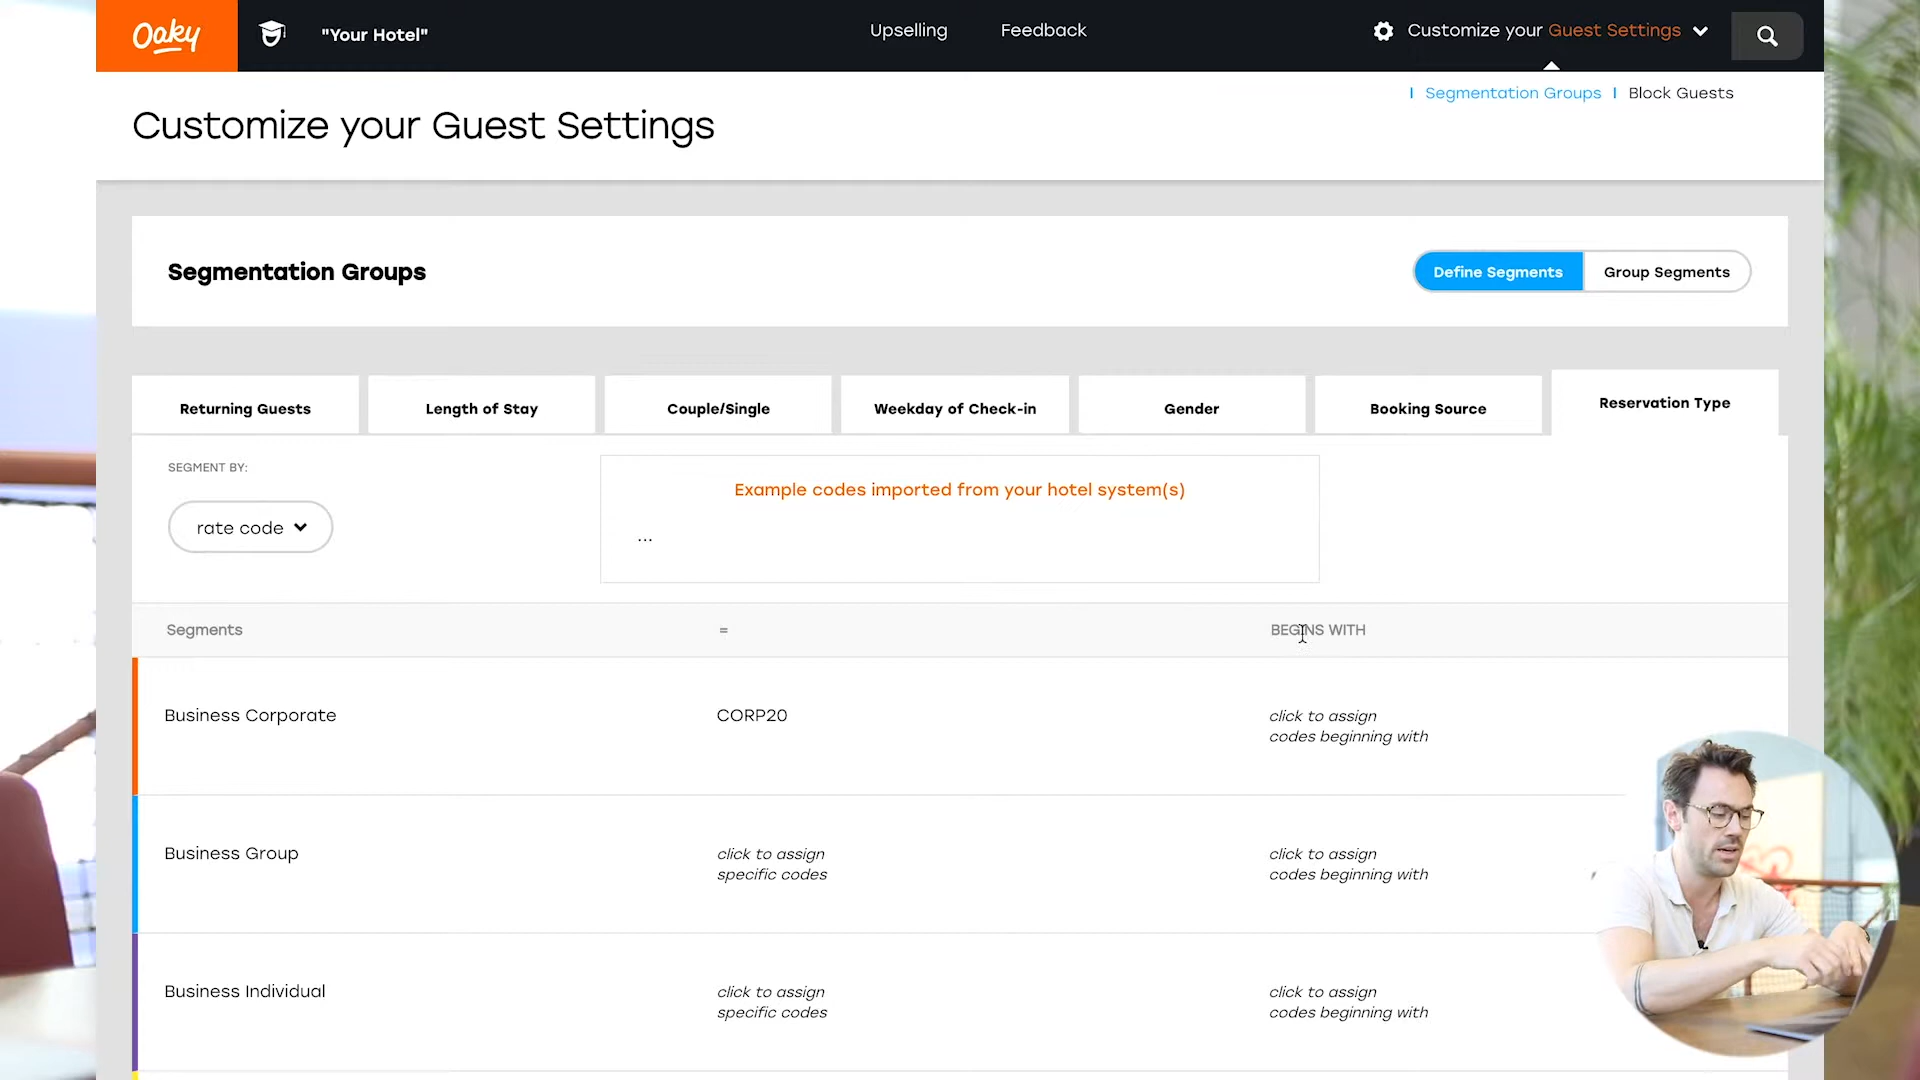 Oaky
"Your Hotel"
Upselling
Feedback
Customize your Guest Settings
Segmentation Groups
Block Guests
Customize your Guest Settings
Segmentation Groups
Define Segments
Group Segments
Returning Guests
Length of Stay
Couple/Single
Weekday of Check-in
Gender
Booking Source
Reservation Type
SEGMENT BY:
rate code
Example codes imported from your hotel system(s)
...
Segments
=
BEGINS WITH
Business Corporate
CORP20
click to assign
codes beginning with
Business Group
click to assign
specific codes
click to assign
codes beginning with
Business Individual
click to assign
specific codes
click to assign
codes beginning with